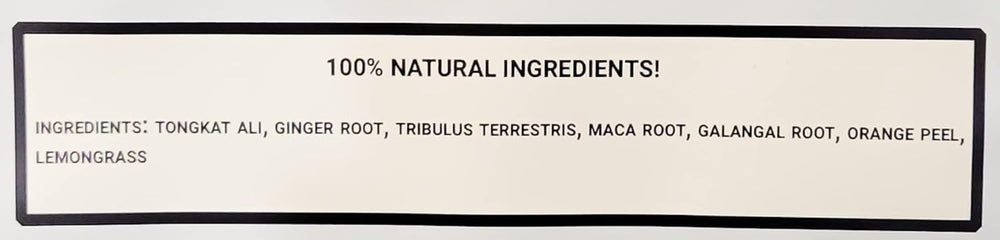 100% NATURAL INGREDIENTS!
INGREDIENTS: TONGKAT ALI, GINGER ROOT, TRIBULUS TERRESTRIS, MACA ROOT, GALANGAL ROOT, ORANGE PEEL,
LEMONGRASS